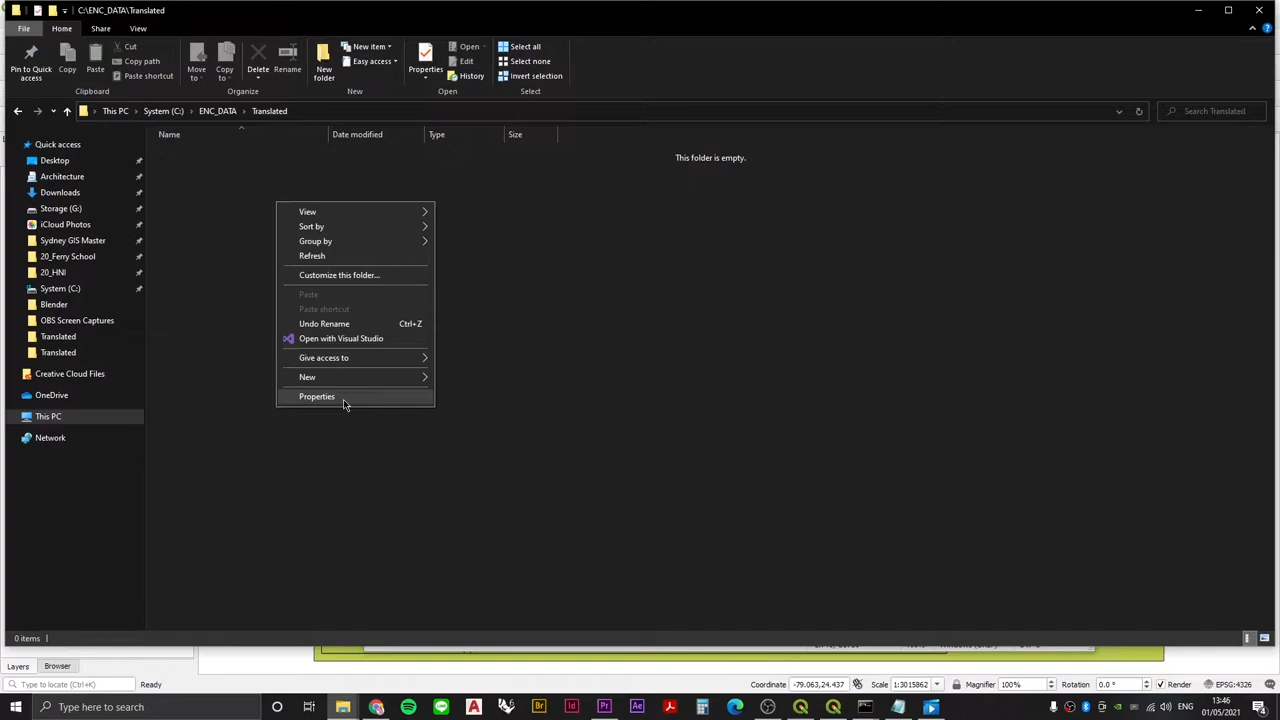 C:\ENC_DATA\Translated
File Home Share View
Pin to Quick access
Copy
Paste
Cut
Copy path
Paste shortcut
Clipboard
Move to
Copy to
Delete
Rename
Organize
New folder
New item
Easy access
New
Properties
Open
Edit
History
Open
Select all
Select none
Invert selection
Select
This PC System (C:) ENC_DATA Translated
Search Translated
Name Date modified Type Size
This folder is empty.
Quick access
Desktop
Architecture
Downloads
Storage (G:)
iCloud Photos
Sydney GIS Master
20_Ferry School
20_HNI
System (C:)
Blender
OBS Screen Captures
Translated
Translated
Creative Cloud Files
OneDrive
This PC
Network
View
Sort by
Group by
Refresh
Customize this folder...
Paste
Paste shortcut
Undo Rename Ctrl+Z
Open with Visual Studio
Give access to
New
Properties
0 items
Layers Browser
Type to locate (Ctrl+K) Ready Coordinate -79.063,24.437 Scale 1:3015862 Magnifier 100% Rotation 0.0 ° Render EPSG:4326
Type here to search
ENG
13:46
01/05/2021